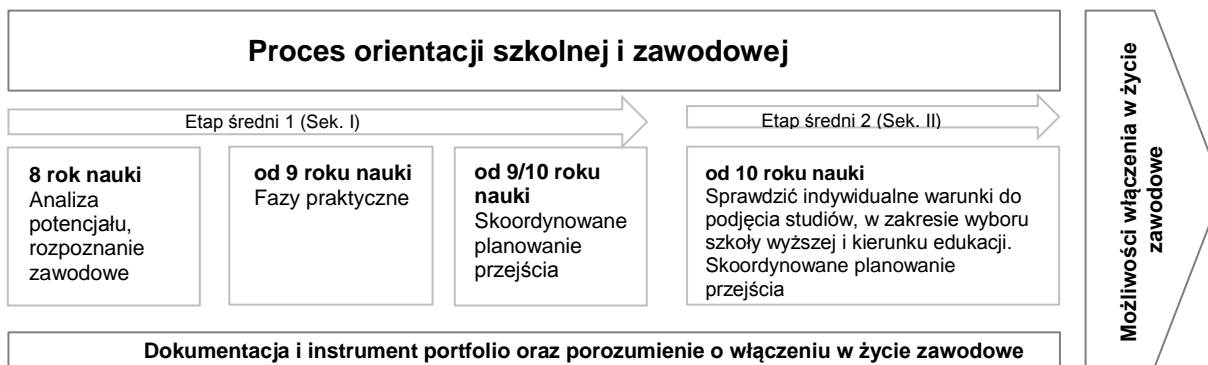 Proces orientacji szkolnej i zawodowej
Etap średni 1 (Sek. I)
Etap średni 2 (Sek. II)
8 rok nauki
Analiza
potencjału,
rozpoznanie
zawodowe
od 9 roku nauki
Fazy praktyczne
od 9/10 roku
nauki
Skoordynowane
planowanie
przejścia
od 10 roku nauki
Sprawdzić indywidualne warunki do
podjęcia studiów, w zakresie wyboru
szkoły wyższej i kierunku edukacji.
Skoordynowane planowanie
przejścia
Dokumentacja i instrument portfolio oraz porozumienie o włączeniu w życie zawodowe
Możliwości włączenia w życie
zawodowe